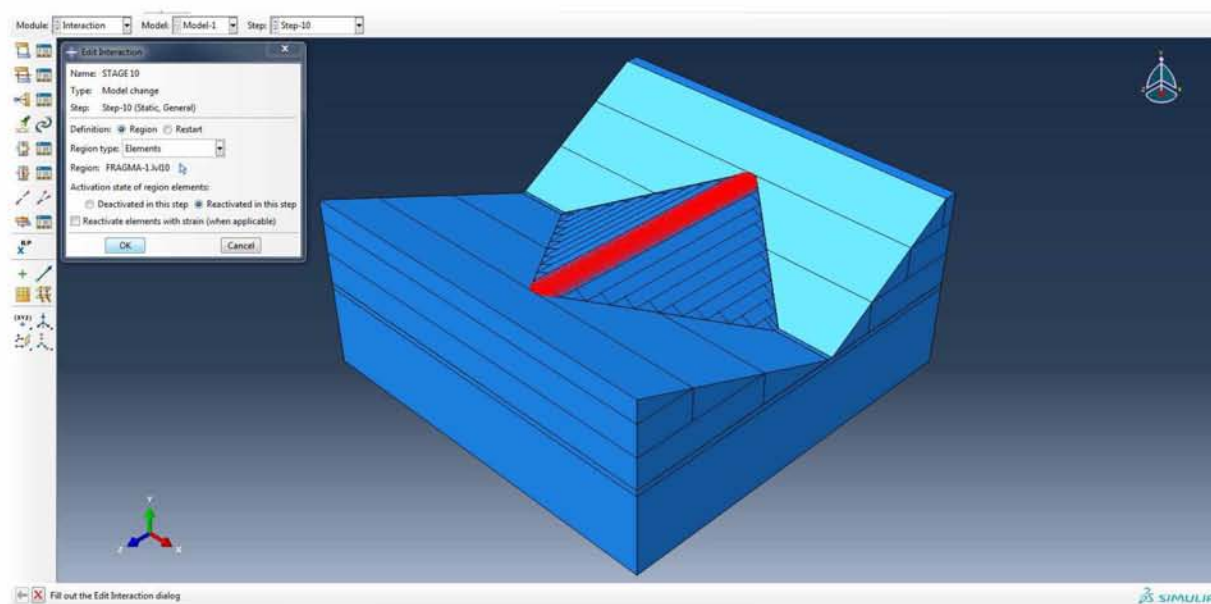 Module: Interaction Model: Model-1 Step: Step-10
Edit Interaction
X
Name: STAGE 10
Type: Model change
Step: Step-10 (Static, General)
Definition: Region Restart
Region type: Elements
Region: FRAGMA-1.lvl10
Activation state of region elements:
Deactivated in this step Reactivated in this step
Reactivate elements with strain (when applicable)
OK Cancel
RP
(XYZ)
Y
Z X
Y
Z X
Fill out the Edit Interaction dialog
SIMULIA